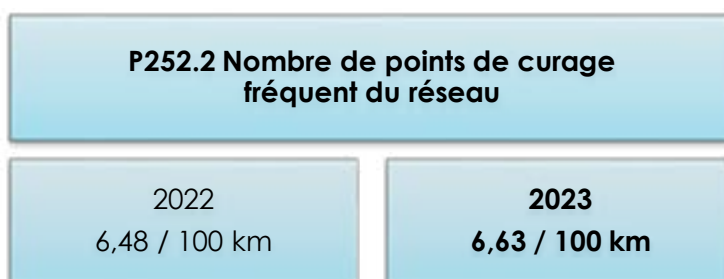 P252.2 Nombre de points de curage
fréquent du réseau
2022
6,48 / 100 km
2023
6,63 / 100 km